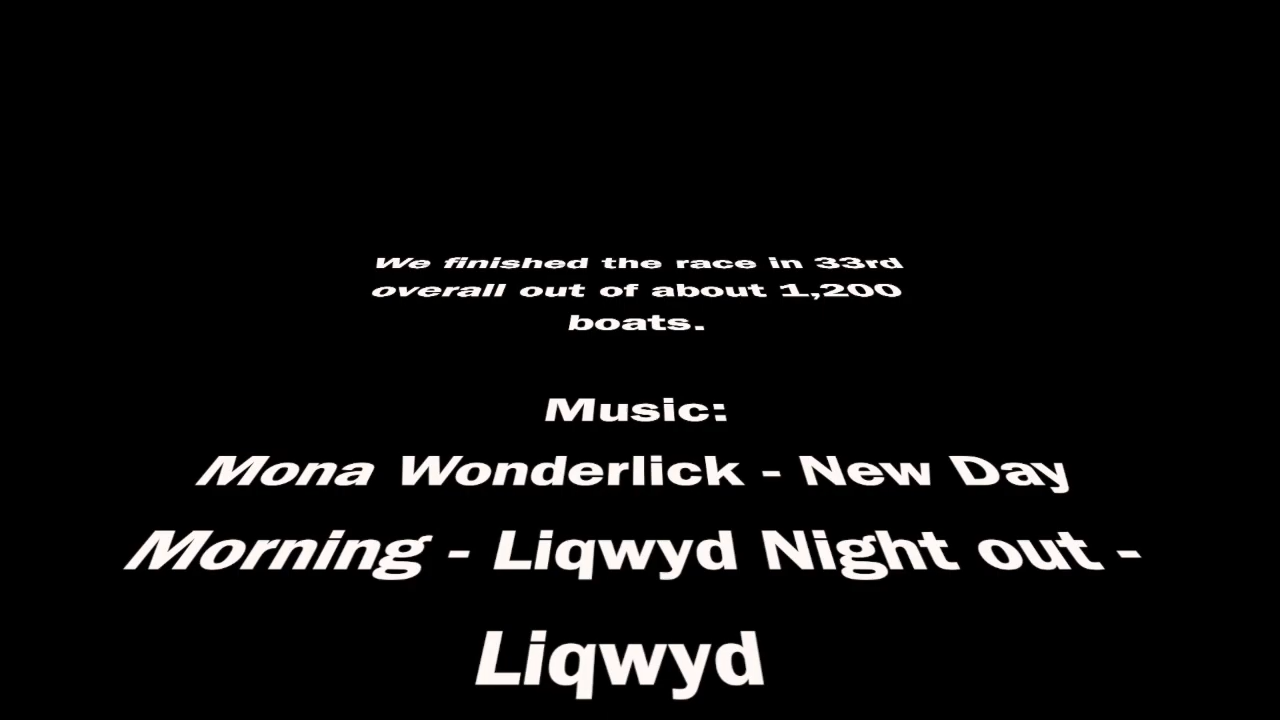 We finished the race in 33rd
overall out of about 1,200
boats.
Music:
Mona Wonderlick - New Day
Morning - Liqwyd Night out -
Liqwyd